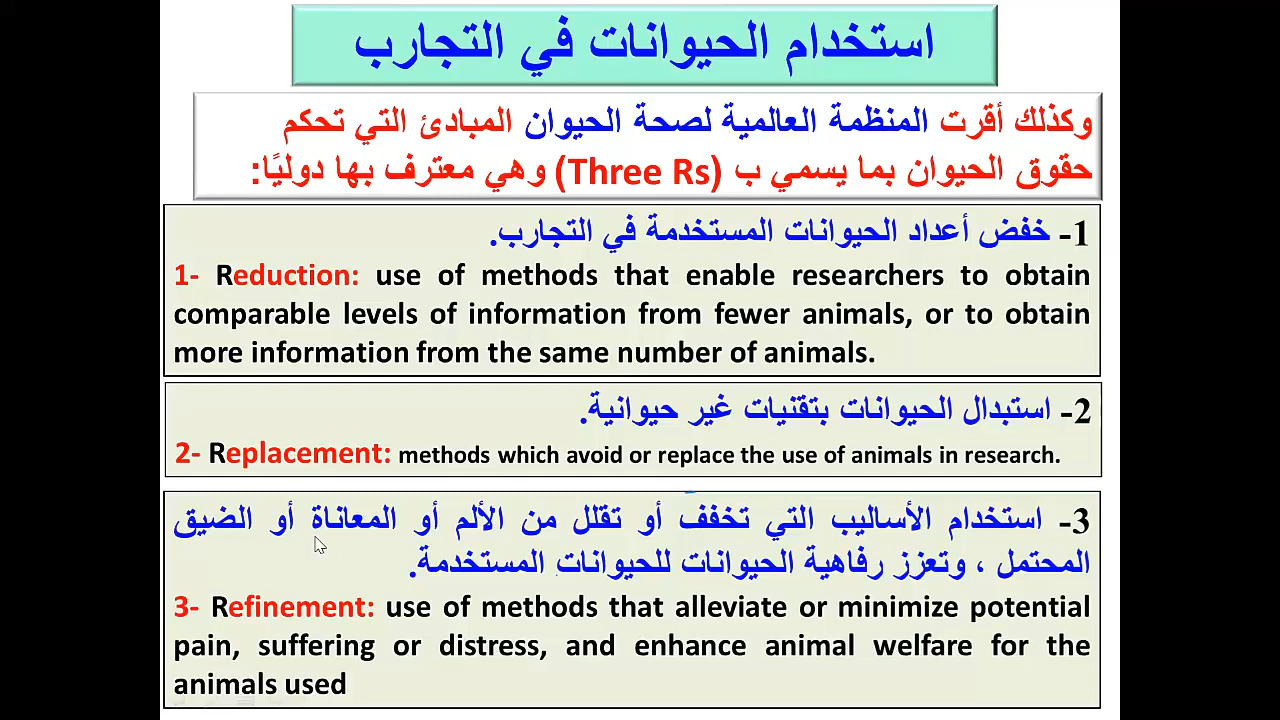 استخدام الحيوانات في التجارب
وكذلك أقرت المنظمة العالمية لصحة الحيوان المبادئ التي تحكم
حقوق الحيوان بما يسمي ب (Three Rs) وهي معترف بها دوليًا:
1- خفض أعداد الحيوانات المستخدمة في التجارب.
1- Reduction: use of methods that enable researchers to obtain
comparable levels of information from fewer animals, or to obtain
more information from the same number of animals.
2- استبدال الحيوانات بتقنيات غير حيوانية.
2- Replacement: methods which avoid or replace the use of animals in research.
3- استخدام الأساليب التي تخفف أو تقلل من الألم أو المعاناة أو الضيق
المحتمل ، وتعزز رفاهية الحيوانات للحيوانات المستخدمة.
3- Refinement: use of methods that alleviate or minimize potential
pain, suffering or distress, and enhance animal welfare for the
animals used